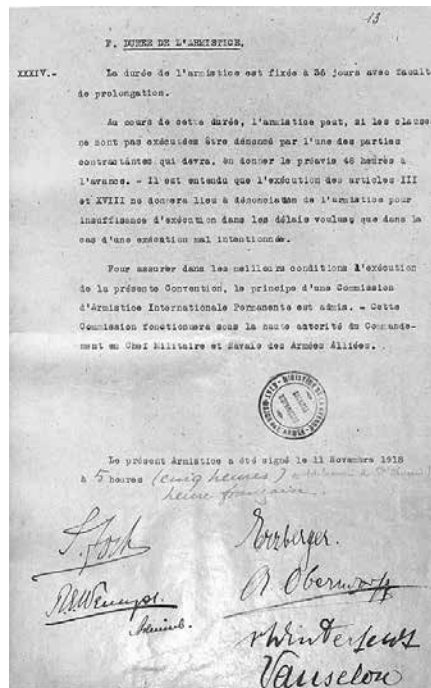 13
F. DUREE DE L'ARMISTICE.
XXXIV.- La durée de l'armistice est fixée à 36 jours avec facult
de prolongation.
Au cours de cette durée, l'armistice peut, si les clause
ne sont pas exécutées être dénoncé par l'une des parties
contractantes qui devra, en donner le préavis 48 heures à
l'avance. - Il est entendu que l'exécution des articles III
et XVIII ne donnera lieu à dénonciation de l'armistice pour
insuffisance d'exécution dans les délais voulus, que dans le
cas d'une exécution mal intentionnée.
Pour assurer dans les meilleurs conditions l'exécution
de la présente Convention, le principe d'une Commission
d'Armistice Internationale Permanente est admis. - Cette
Commission fonctionnera sous la haute autorité du Commande-
ment en Chef Militaire et Navale des Armées Alliées.
Le présent Armistice a été signé le 11 Novembre 1918
à 5 heures (cinq heures)
heure française.
F. Foch
Erzberger.
R.E.Wemyss.
A. Oberndorff
Admiral.
v Winterfeldt
Vanselow